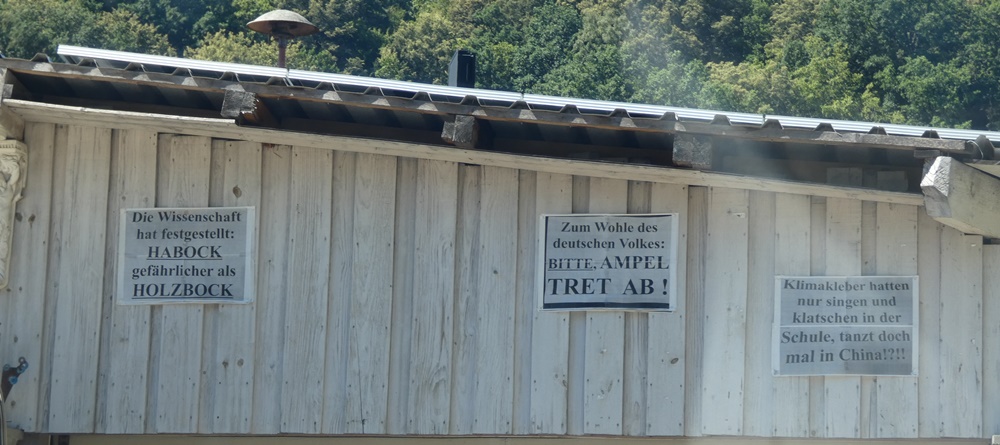 Die Wissenschaft
hat festgestellt:
HABOCK
gefährlicher als
HOLZBOCK
Zum Wohle des
deutschen Volkes:
BITTE, AMPEL
TRET AB !
Klimakleber hatten
nur singen und
klatschen in der
Schule, tanzt doch
mal in China!?!!